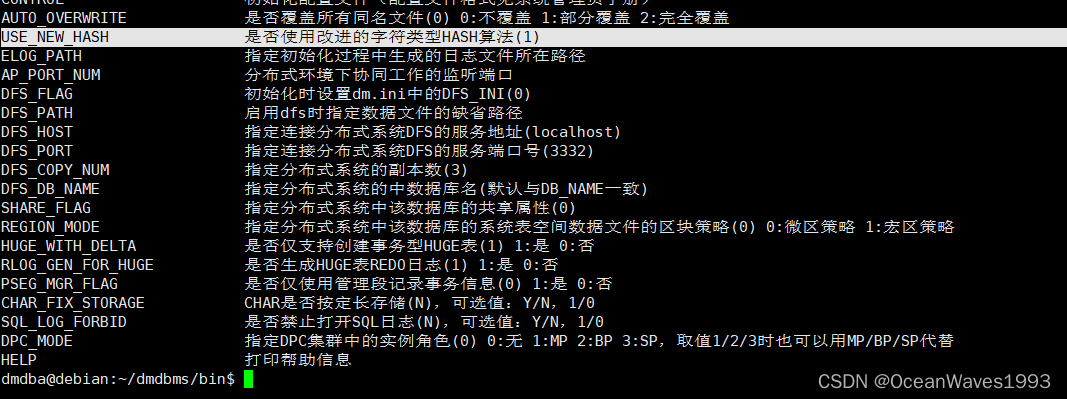 CONTROL 初始化配置文件（配置文件格式见系统管理员手册）
AUTO_OVERWRITE 是否覆盖所有同名文件(0) 0:不覆盖 1:部分覆盖 2:完全覆盖
USE_NEW_HASH 是否使用改进的字符类型HASH算法(1)
ELOG_PATH 指定初始化过程中生成的日志文件所在路径
AP_PORT_NUM 分布式环境下协同工作的监听端口
DFS_FLAG 初始化时设置dm.ini中的DFS_INI(0)
DFS_PATH 启用dfs时指定数据文件的缺省路径
DFS_HOST 指定连接分布式系统DFS的服务地址(localhost)
DFS_PORT 指定连接分布式系统DFS的服务端口号(3332)
DFS_COPY_NUM 指定分布式系统的副本数(3)
DFS_DB_NAME 指定分布式系统的中数据库名(默认与DB_NAME一致)
SHARE_FLAG 指定分布式系统中该数据库的共享属性(0)
REGION_MODE 指定分布式系统中该数据库的系统表空间数据文件的区块策略(0) 0:微区策略 1:宏区策略
HUGE_WITH_DELTA 是否仅支持创建事务型HUGE表(1) 1:是 0:否
RLOG_GEN_FOR_HUGE 是否生成HUGE表REDO日志(1) 1:是 0:否
PSEG_MGR_FLAG 是否仅使用管理段记录事务信息(0) 1:是 0:否
CHAR_FIX_STORAGE CHAR是否按定长存储(N)，可选值：Y/N，1/0
SQL_LOG_FORBID 是否禁止打开SQL日志(N)，可选值：Y/N，1/0
DPC_MODE 指定DPC集群中的实例角色(0) 0:无 1:MP 2:BP 3:SP，取值1/2/3时也可以用MP/BP/SP代替
HELP 打印帮助信息
dmdba@debian:~/dmdbms/bin$
CSDN @OceanWaves1993